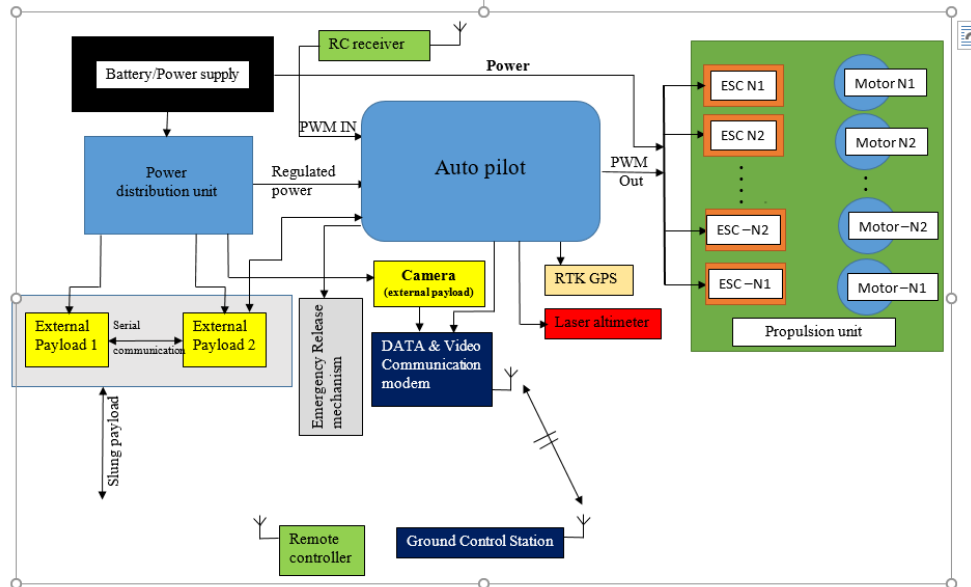 RC receiver
Battery/Power supply
Power
PWM IN
Auto pilot
PWM
Out
ESC N1
Motor N1
ESC N2
Motor N2
Power
distribution unit
Regulated
power
ESC –N2
Motor–N2
ESC –N1
Motor–N1
Propulsion unit
Camera
(external payload)
RTK GPS
Laser altimeter
External
Payload 1
Serial
communication
External
Payload 2
Emergency Release
mechanism
DATA & Video
Communication
modem
Slung payload
Remote
controller
Ground Control Station